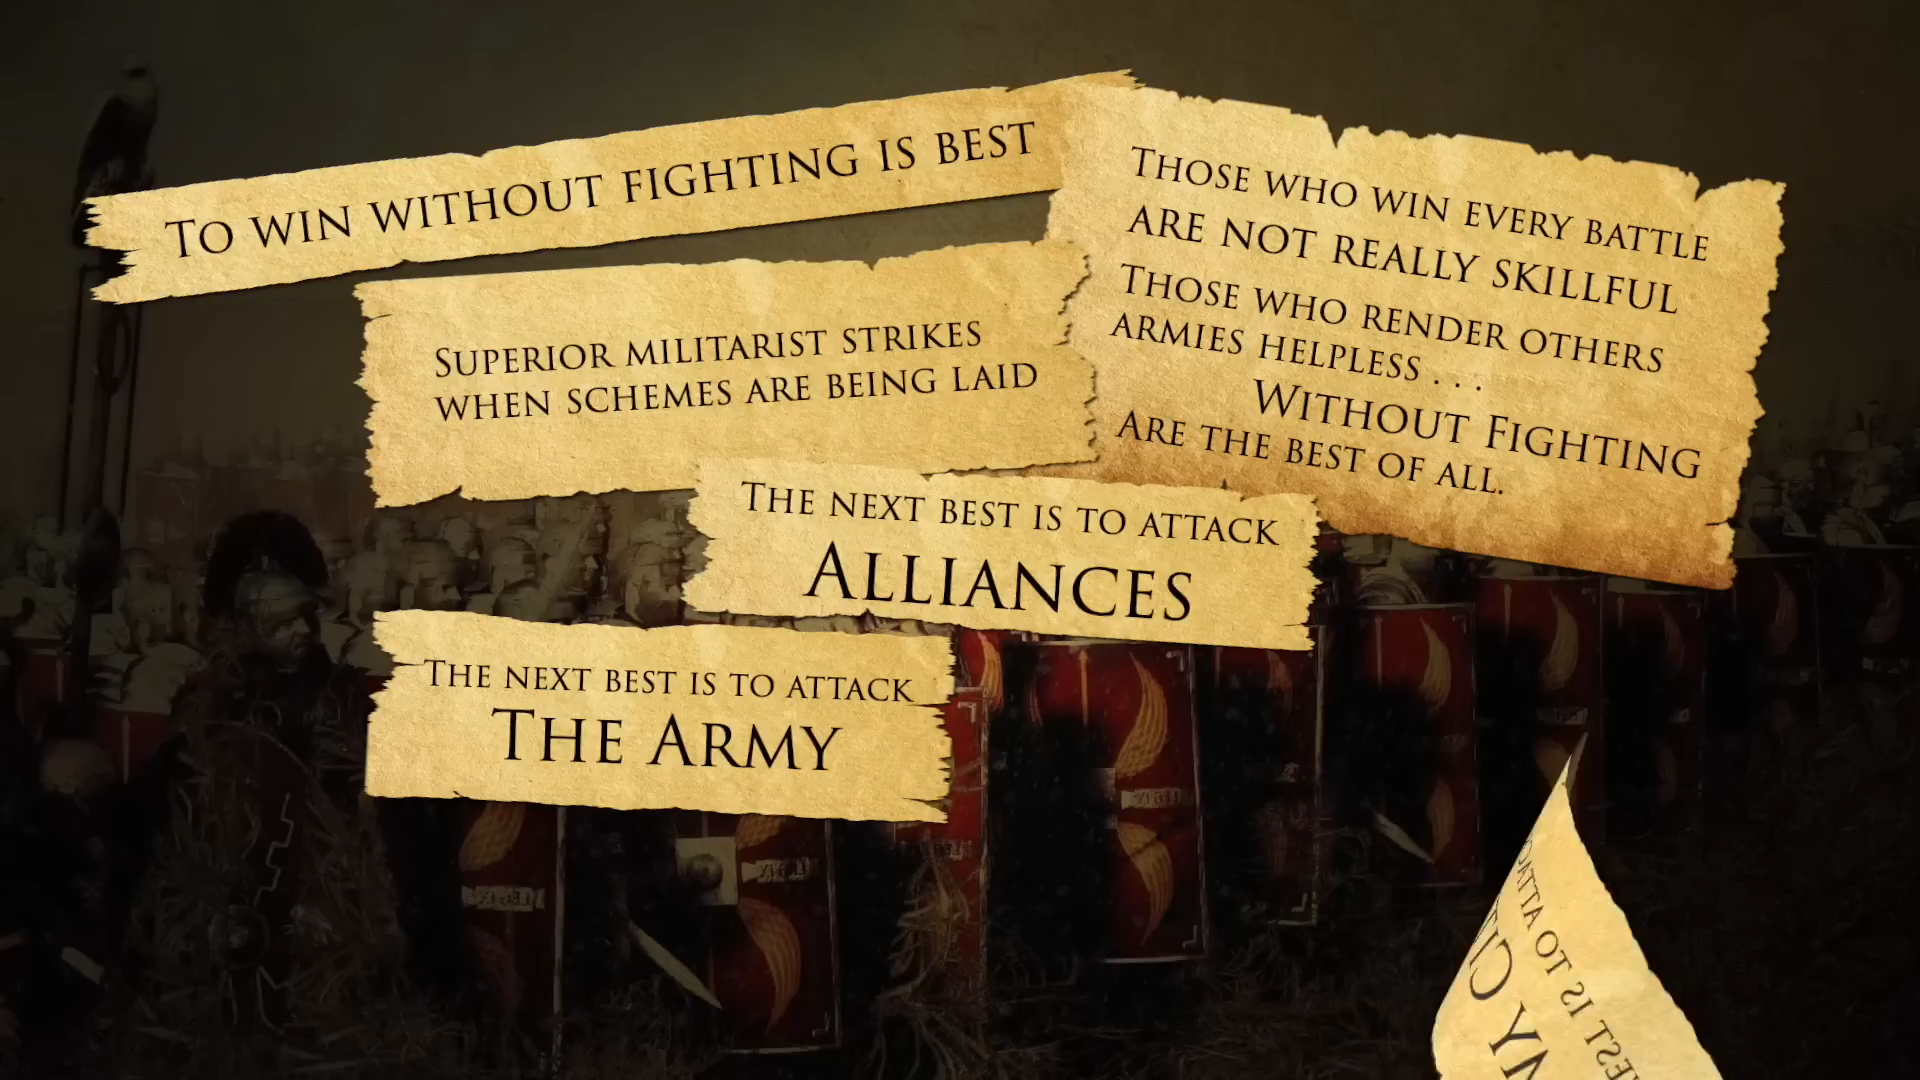 To win without fighting is best
Those who win every battle
are not really skillful
Those who render others
armies helpless . . .
Without Fighting
Are the best of all.
Superior militarist strikes
when schemes are being laid
The next best is to attack
Alliances
The next best is to attack
The Army
is to